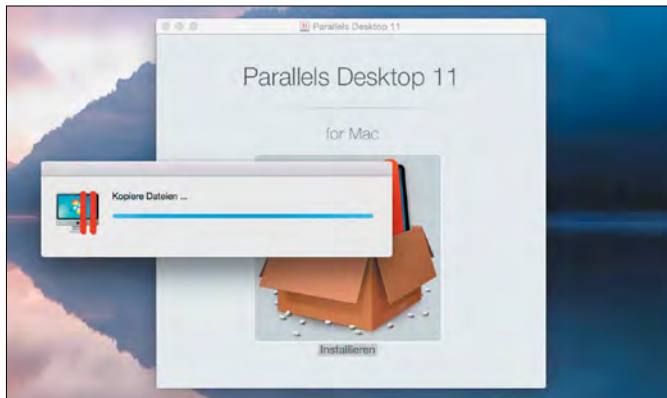 Parallels Desktop 11
Parallels Desktop 11
for Mac
Kopiere Dateien ...
Installieren